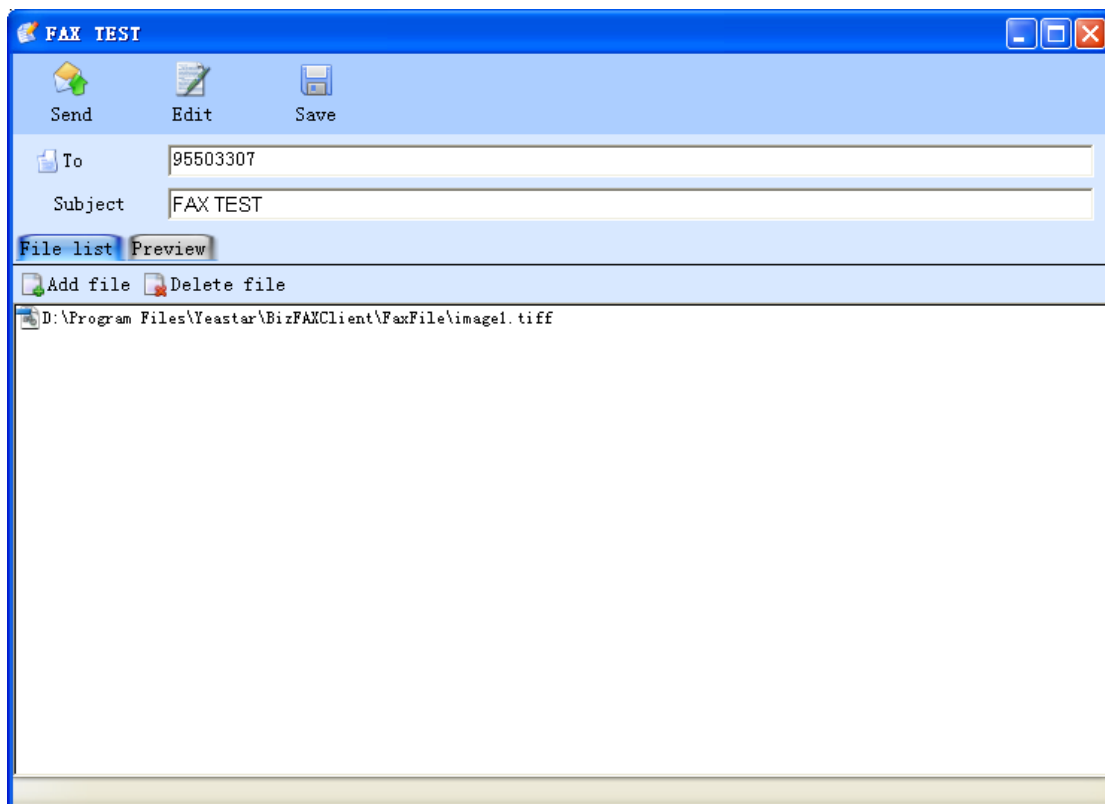 FAX TEST
Send Edit Save
To 95503307
Subject FAX TEST
File list Preview
Add file Delete file
D:\Program Files\Yeastar\BizFAXClient\FaxFile\image1.tiff